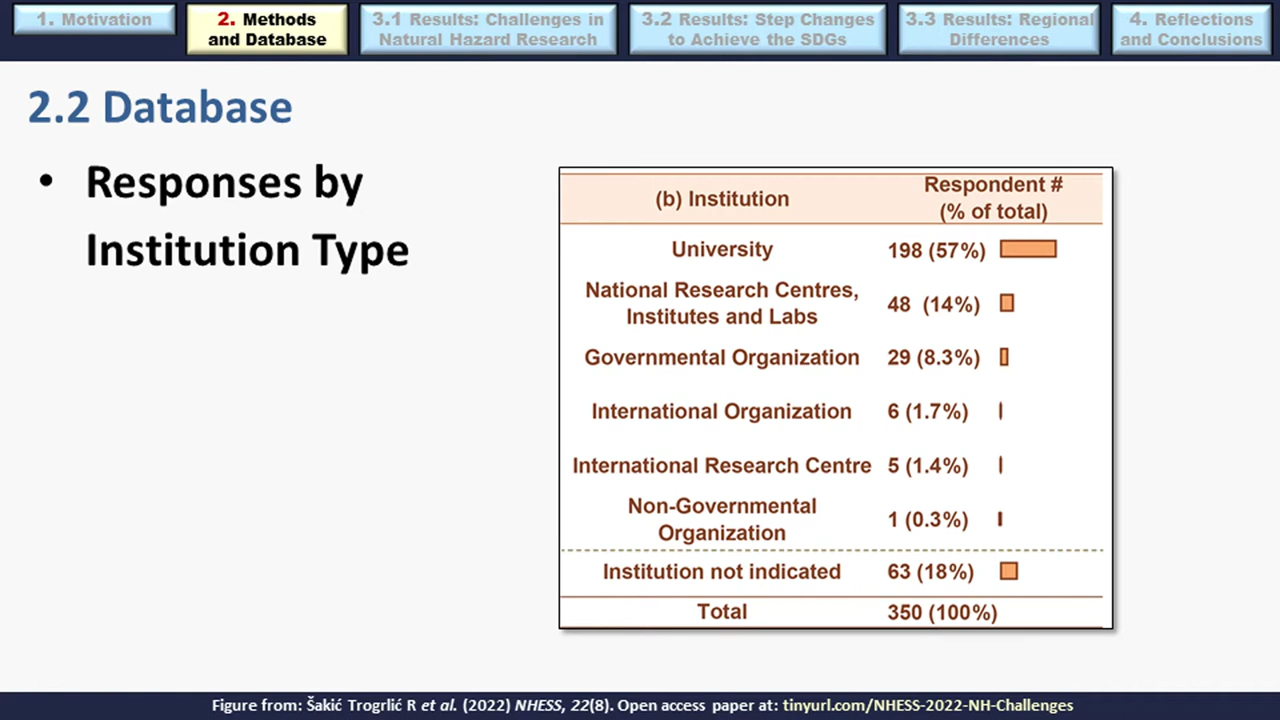 1. Motivation
2. Methods
and Database
3.1 Results: Challenges in
Natural Hazard Research
3.2 Results: Step Changes
to Achieve the SDGs
3.3 Results: Regional
Differences
4. Reflections
and Conclusions
2.2 Database
• Responses by
Institution Type
(b) Institution
Respondent #
(% of total)
University 198 (57%)
National Research Centres,
Institutes and Labs 48 (14%)
Governmental Organization 29 (8.3%)
International Organization 6 (1.7%)
International Research Centre 5 (1.4%)
Non-Governmental
Organization 1 (0.3%)
Institution not indicated 63 (18%)
Total 350 (100%)
Figure from: Šakić Trogrlić R et al. (2022) NHESS, 22(8). Open access paper at: tinyurl.com/NHESS-2022-NH-Challenges